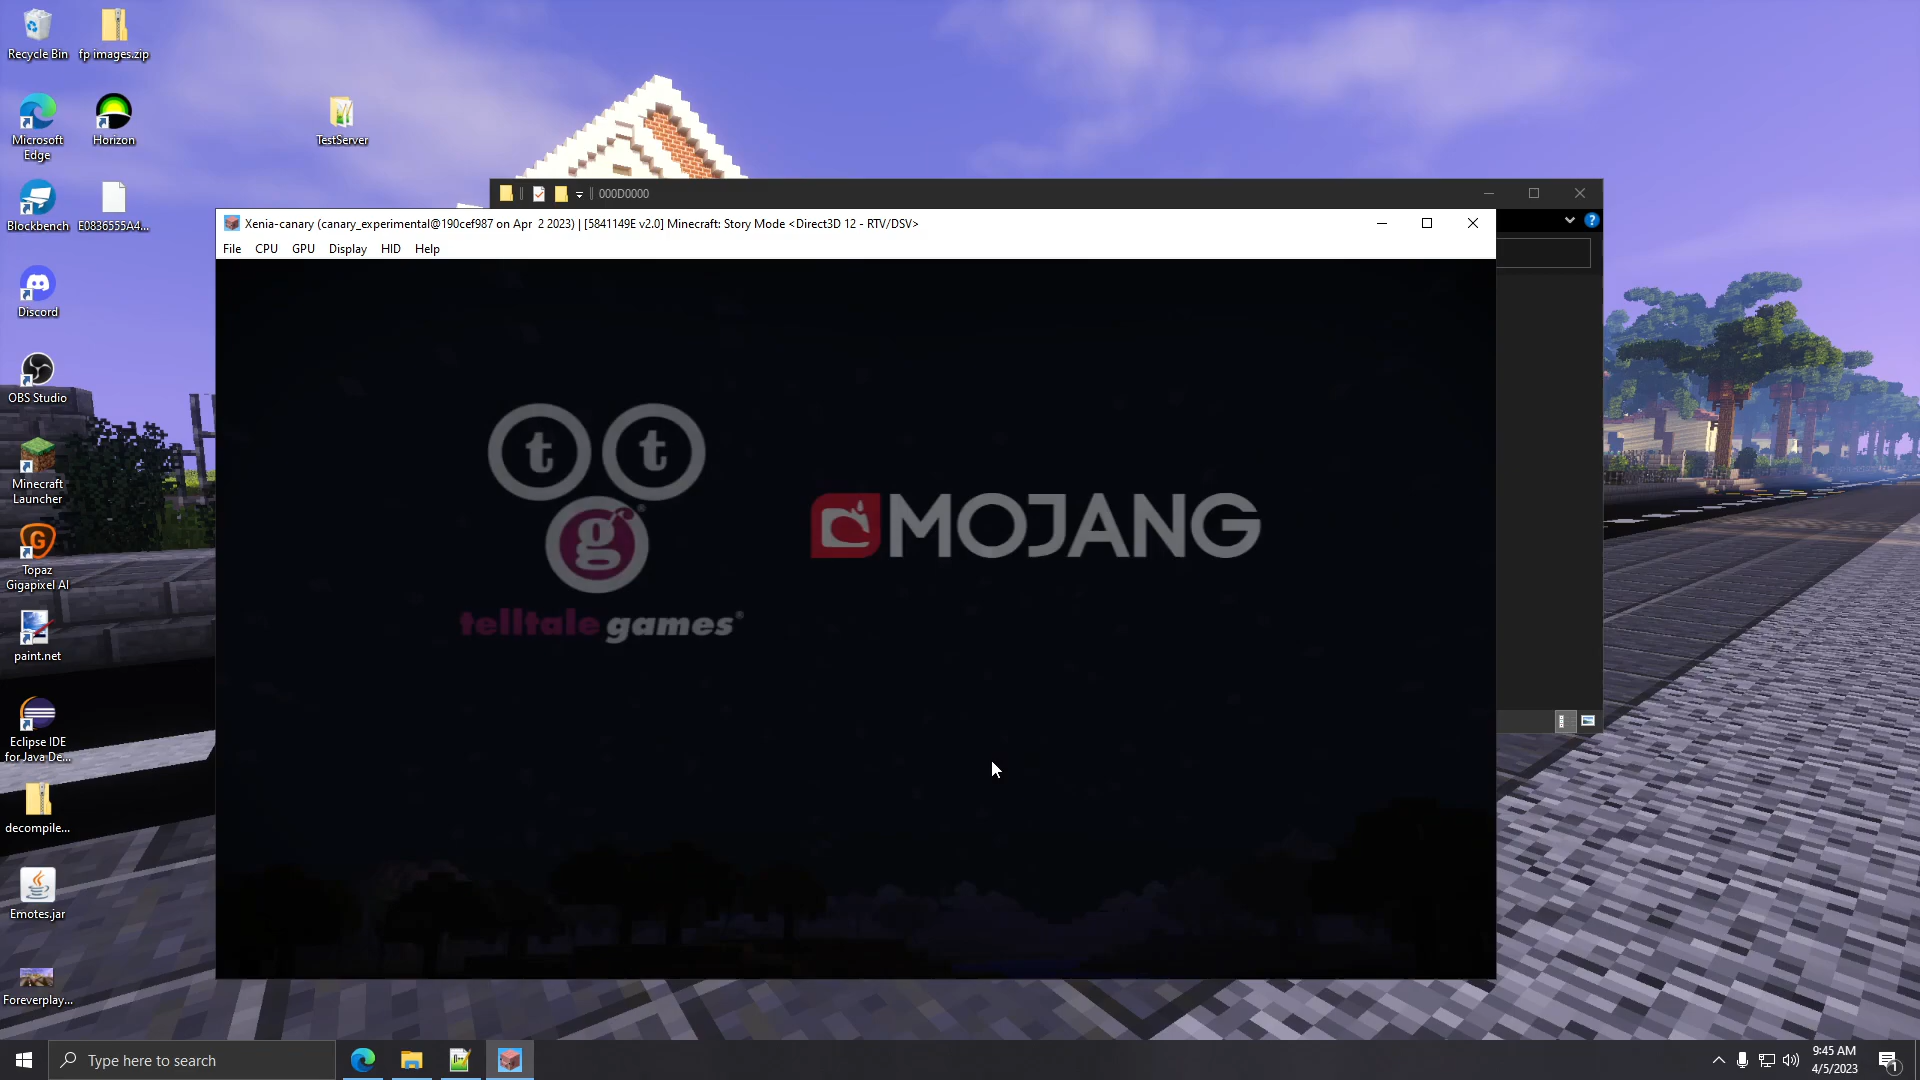 Recycle Bin
fp images.zip
Microsoft
Edge
Horizon
TestServer
Blockbench
E0836555A4...
Discord
OBS Studio
Minecraft
Launcher
Topaz
Gigapixel AI
paint.net
Eclipse IDE
for Java De...
decompile...
Emotes.jar
Foreverplay...
000D0000
Xenia-canary (canary_experimental@190cef987 on Apr 2 2023) | [5841149E v2.0] Minecraft: Story Mode <Direct3D 12 - RTV/DSV>
File CPU GPU Display HID Help
t t
g®
telltale games®
MOJANG
Type here to search
9:45 AM
4/5/2023
1